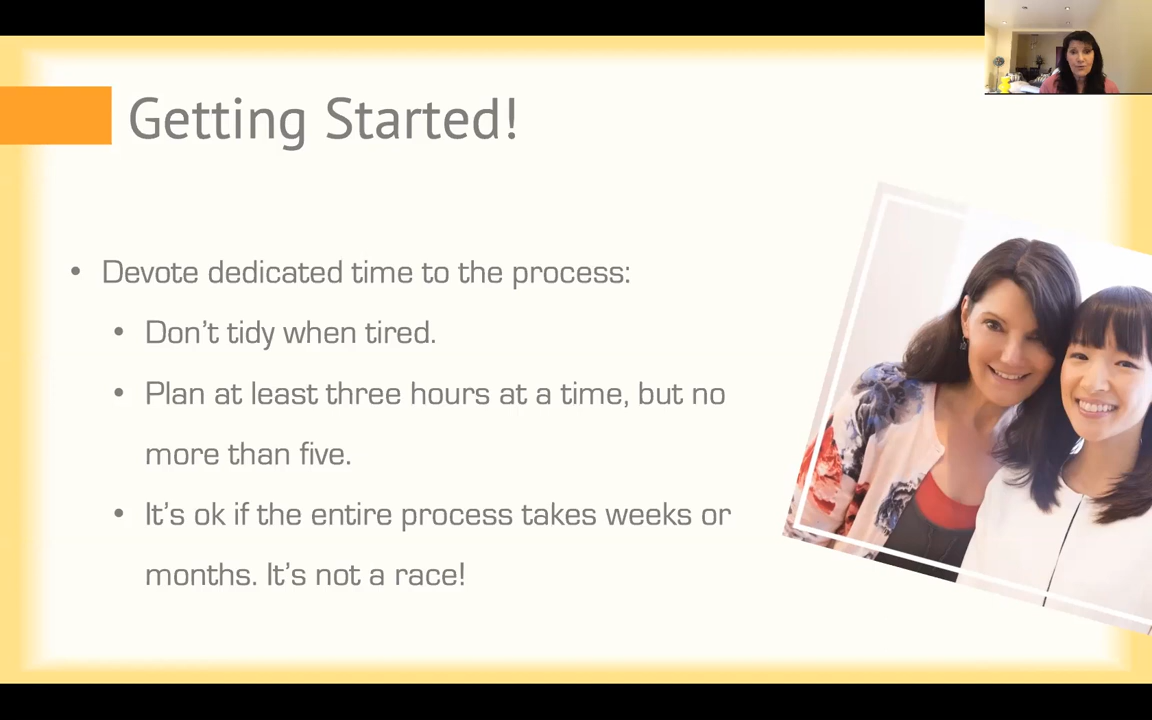 Getting Started!
• Devote dedicated time to the process:
• Don't tidy when tired.
• Plan at least three hours at a time, but no
more than five.
• It's ok if the entire process takes weeks or
months. It's not a race!